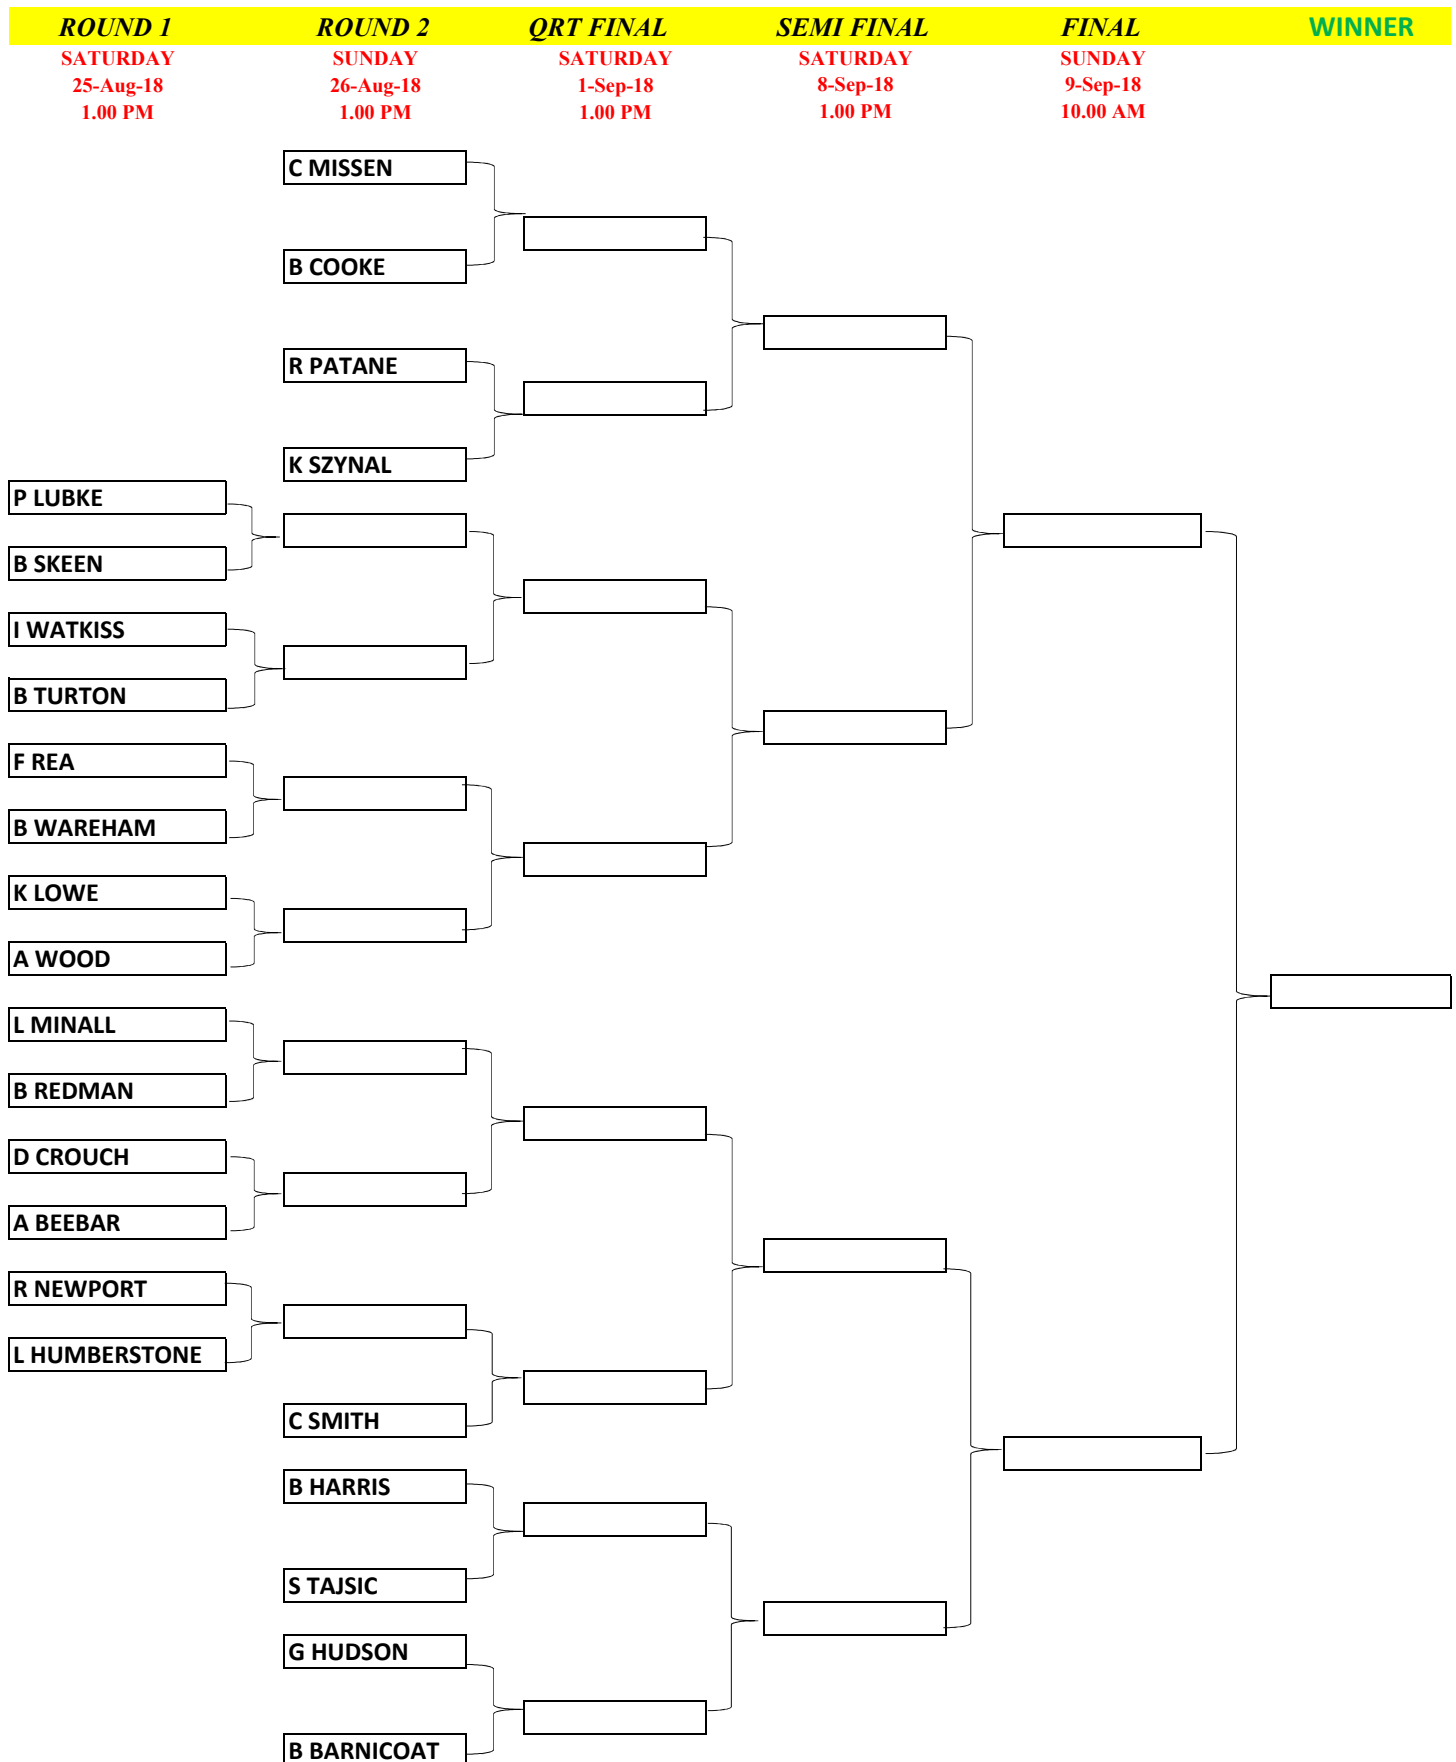 ROUND 1 ROUND 2 QRT FINAL SEMI FINAL FINAL WINNER
SATURDAY SUNDAY SATURDAY SATURDAY SUNDAY
25-Aug-18 26-Aug-18 1-Sep-18 8-Sep-18 9-Sep-18
1.00 PM 1.00 PM 1.00 PM 1.00 PM 10.00 AM
C MISSEN
B COOKE
R PATANE
K SZYNAL
P LUBKE
B SKEEN
I WATKISS
B TURTON
F REA
B WAREHAM
K LOWE
A WOOD
L MINALL
B REDMAN
D CROUCH
A BEEBAR
R NEWPORT
L HUMBERSTONE
C SMITH
B HARRIS
S TAJSIC
G HUDSON
B BARNICOAT